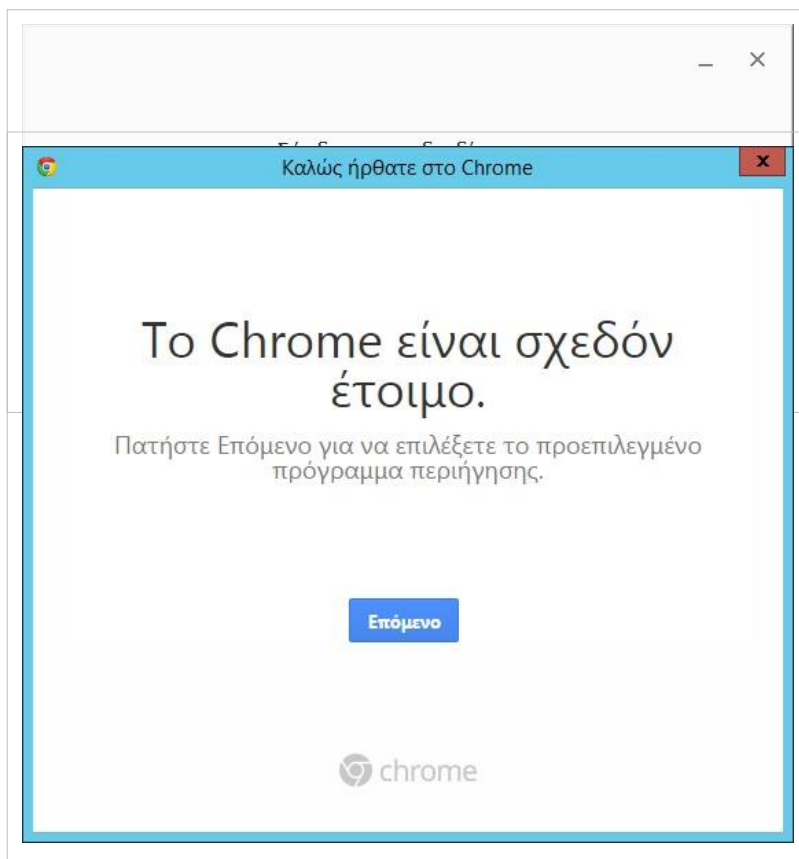 Καλώς ήρθατε στο Chrome
Το Chrome είναι σχεδόν
έτοιμο.
Πατήστε Επόμενο για να επιλέξετε το προεπιλεγμένο
πρόγραμμα περιήγησης.
Επόμενο
chrome